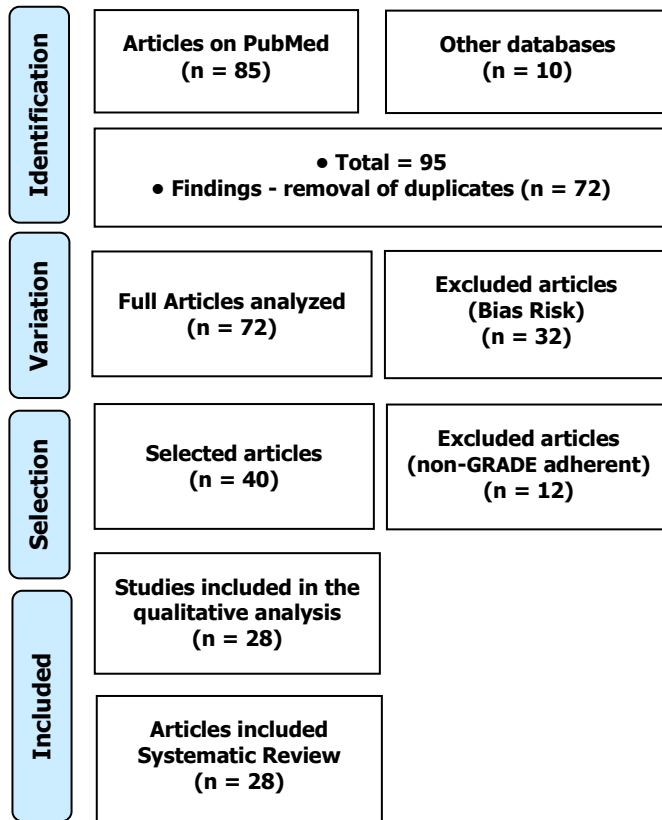 Identification
Articles on PubMed
(n = 85)
Other databases
(n = 10)
● Total = 95
● Findings - removal of duplicates (n = 72)
Variation
Full Articles analyzed
(n = 72)
Excluded articles
(Bias Risk)
n = 32)
Selection
Selected articles
(n = 40)
Excluded articles
(non-GRADE adherent)
(n = 12)
Included
Studies included in the
qualitative analysis
(n = 28)
Articles included
Systematic Review
(n = 28)